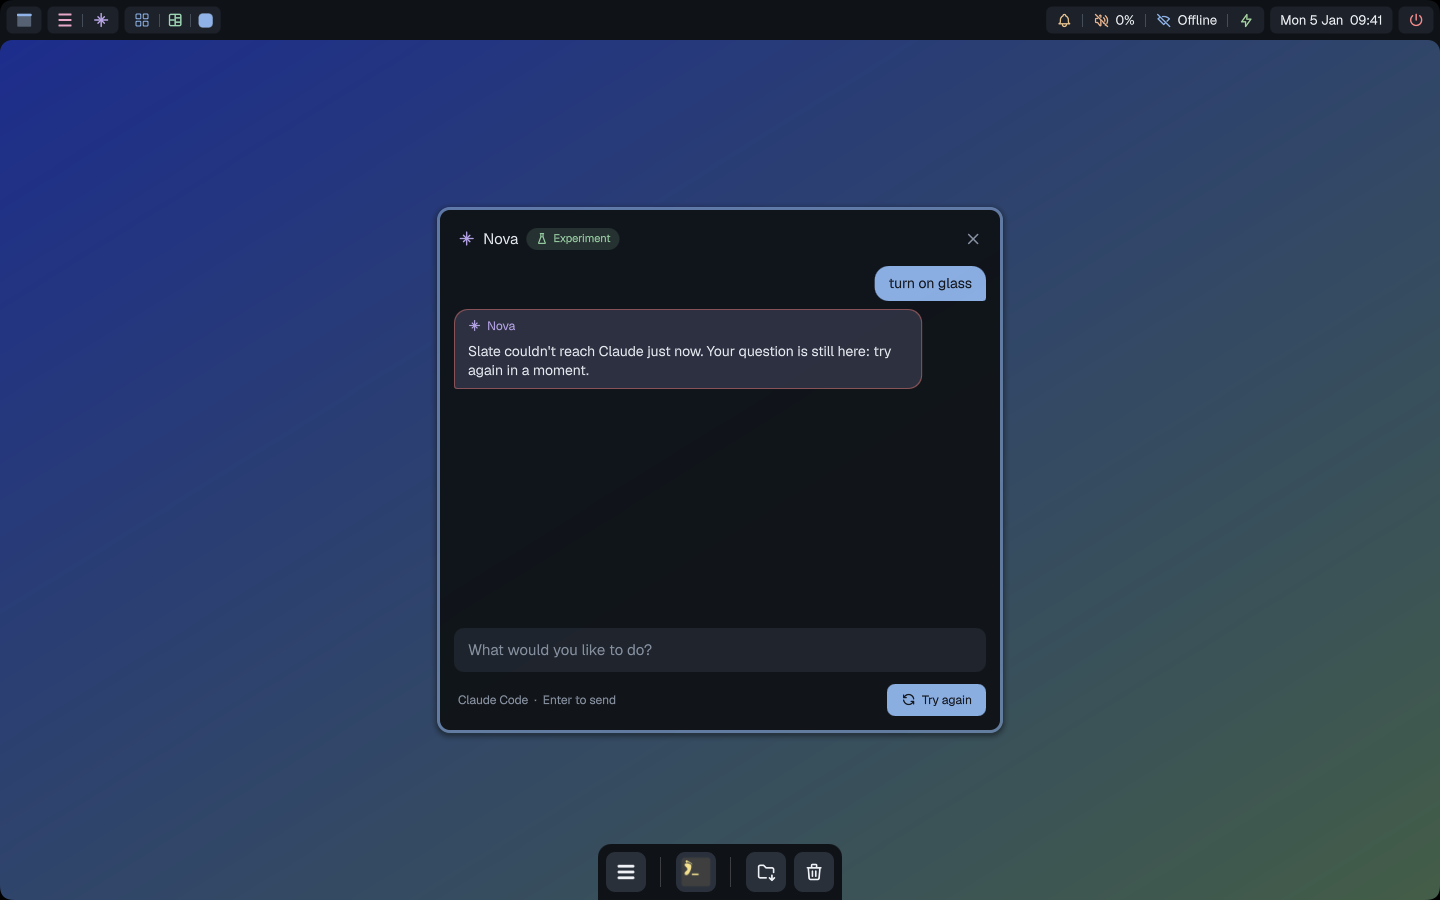 0%
Offline
Mon 5 Jan 09:41
Nova
Experiment
turn on glass
Nova
Slate couldn't reach Claude just now. Your question is still here: try
again in a moment.
What would you like to do?
Claude Code · Enter to send
Try again